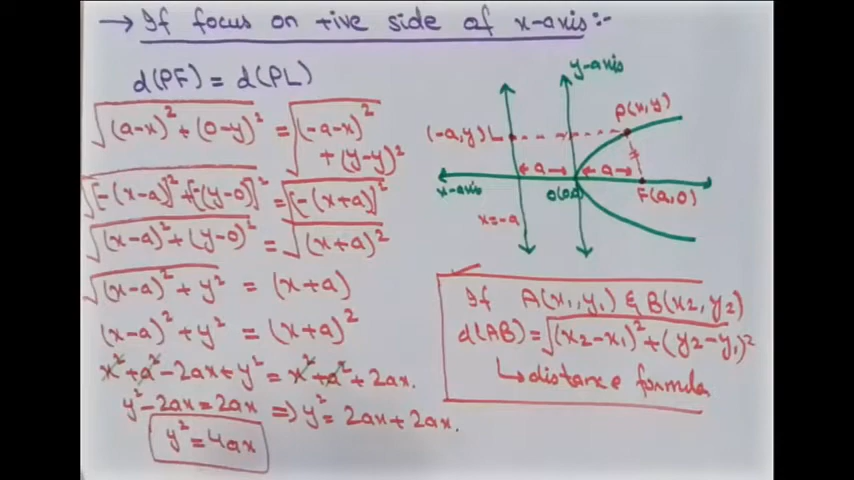 → If focus on +ive side of x-axis:-
d(PF) = d(PL)
√(a-x)² + (0-y)² = √(-a-x)² + (y-y)²
√[-(x-a)]² + [-(y-0)]² = √[-(x+a)]²
√(x-a)² + (y-0)² = √(x+a)²
√(x-a)² + y² = (x+a)
(x-a)² + y² = (x+a)²
x² + a² - 2ax + y² = x² + a² + 2ax.
y² - 2ax = 2ax => y² = 2ax + 2ax.
y² = 4ax
y-axis
P(x,y)
(-a,y) L
a
a
x-axis
O(0,0)
F(a,0)
x=-a
If A(x₁,y₁) & B(x₂,y₂)
d(AB) = √(x₂-x₁)² + (y₂-y₁)²
↳ distance formula